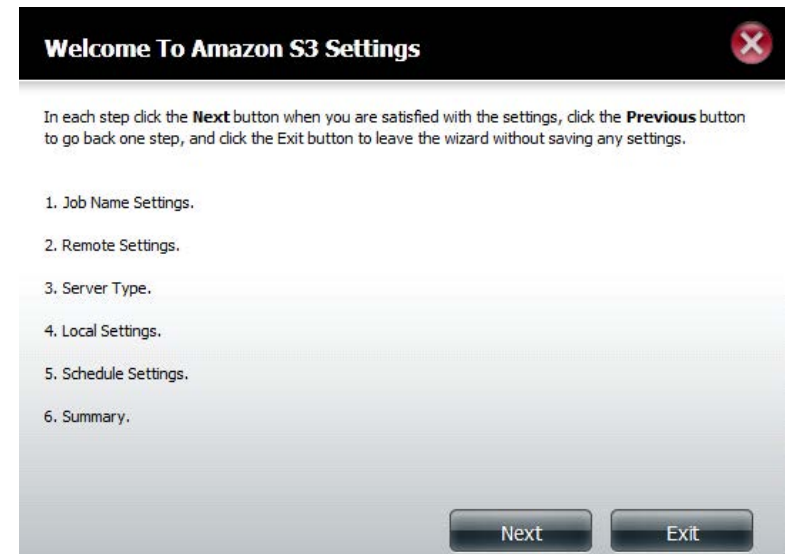 Welcome To Amazon S3 Settings
In each step click the Next button when you are satisfied with the settings, click the Previous button
to go back one step, and click the Exit button to leave the wizard without saving any settings.
1. Job Name Settings.
2. Remote Settings.
3. Server Type.
4. Local Settings.
5. Schedule Settings.
6. Summary.
Next
Exit